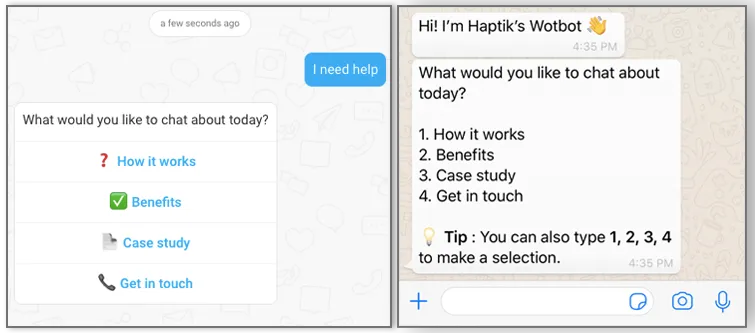 a few seconds ago
I need help
What would you like to chat about today?
❓ How it works
✅ Benefits
Case study
📞 Get in touch
Hi! I'm Haptik's Wotbot 👋
4:35 PM
What would you like to chat about
today?
1. How it works
2. Benefits
3. Case study
4. Get in touch
💡 Tip : You can also type 1, 2, 3, 4
to make a selection.
4:35 PM